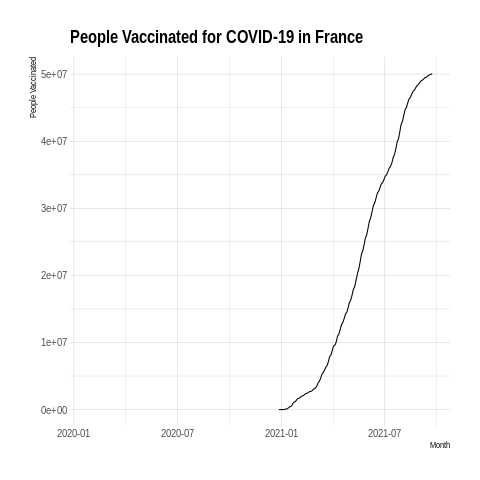 People Vaccinated for COVID-19 in France
People Vaccinated
5e+07
4e+07
3e+07
2e+07
1e+07
0e+00
2020-01 2020-07 2021-01 2021-07
Month